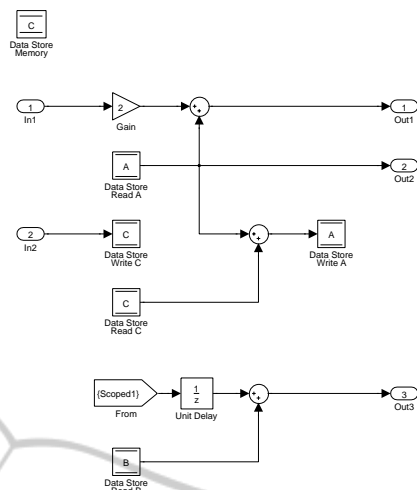 C
Data Store
Memory
1
In1
2
Gain
1
Out1
A
Data Store
Read A
2
Out2
2
In2
C
Data Store
Write C
A
Data Store
Write A
C
Data Store
Read C
{Scoped1}
From
1
z
Unit Delay
3
Out3
B
Data Store
Read B